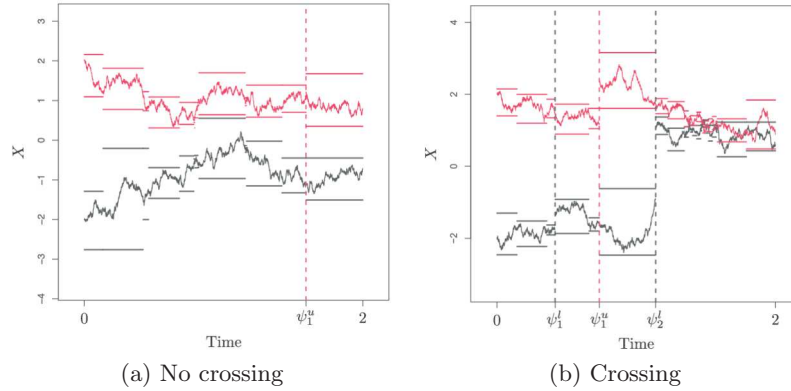 3
2
1
0
−1
−2
−3
−4
X
0
ψ₁ᵘ
2
Time
(a) No crossing
4
2
0
−2
X
0
ψ₁ˡ
ψ₁ᵘ
ψ₂ˡ
2
Time
(b) Crossing